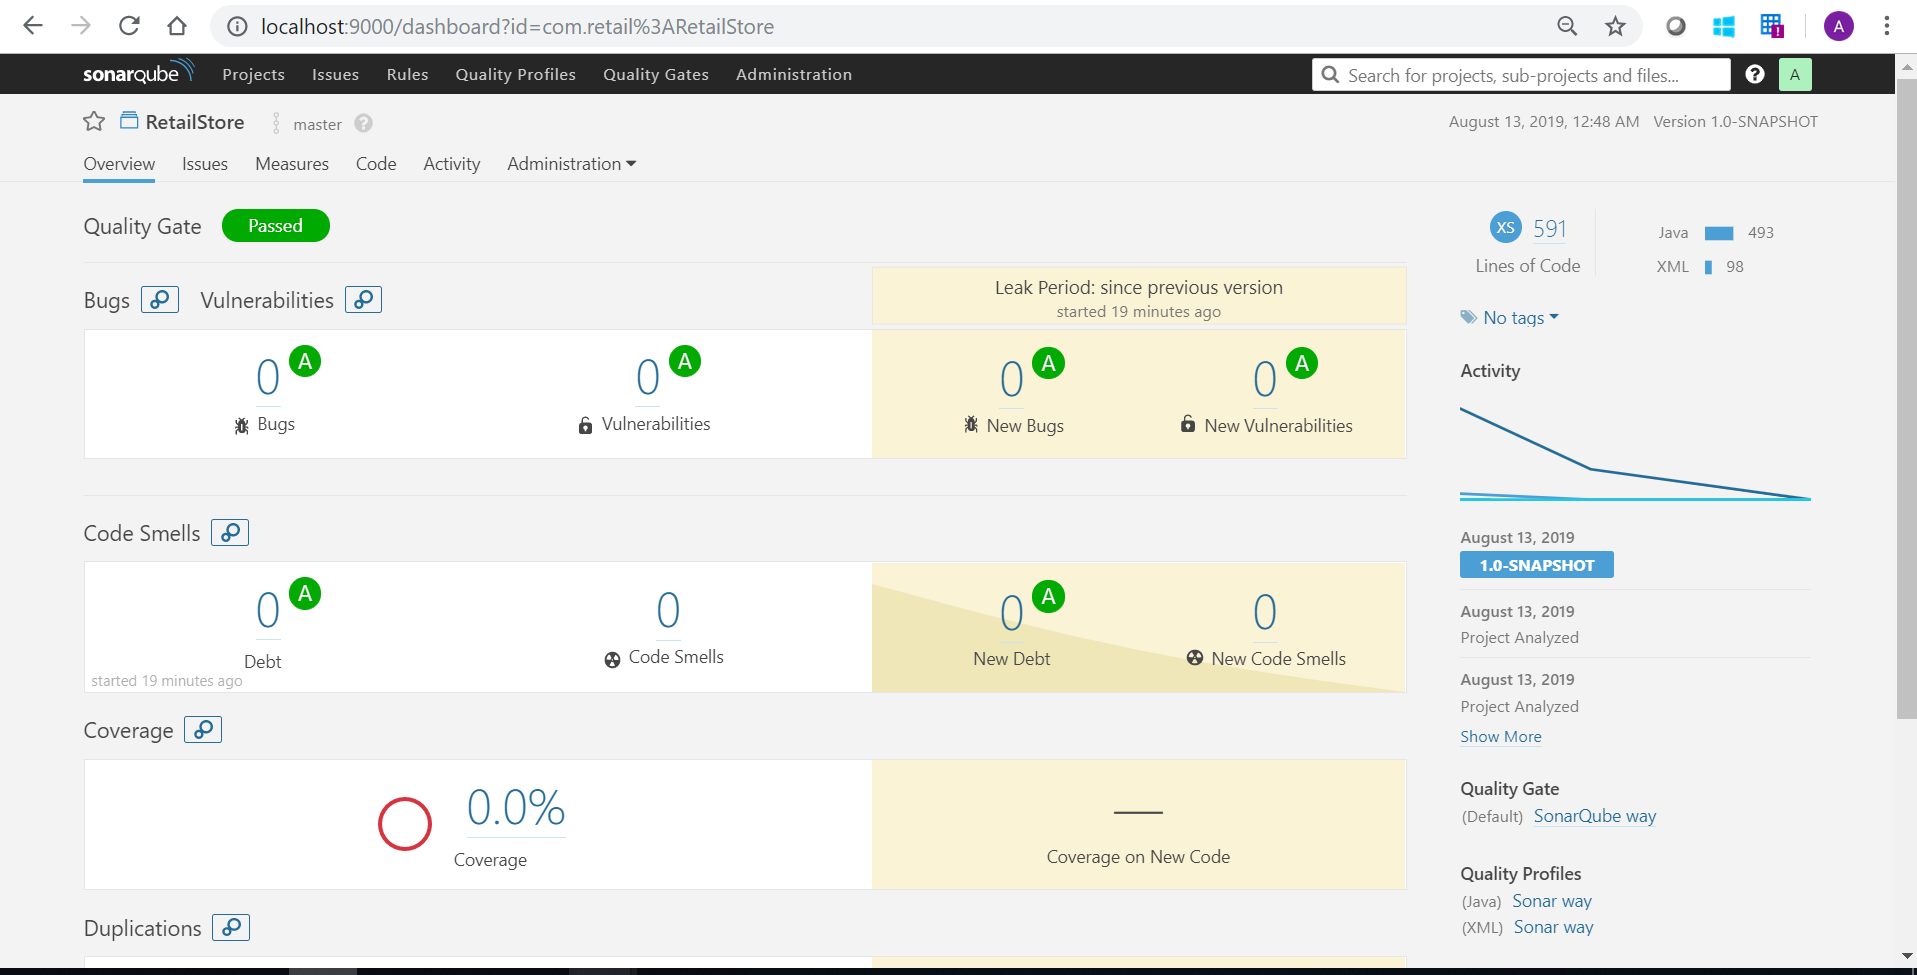 localhost:9000/dashboard?id=com.retail%3ARetailStore
A
sonarqube Projects Issues Rules Quality Profiles Quality Gates Administration
Search for projects, sub-projects and files...
? A
RetailStore master ?
August 13, 2019, 12:48 AM Version 1.0-SNAPSHOT
Overview Issues Measures Code Activity Administration
Quality Gate Passed
Bugs Vulnerabilities
Leak Period: since previous version
started 19 minutes ago
0 A
Bugs
0 A
Vulnerabilities
0 A
New Bugs
0 A
New Vulnerabilities
Code Smells
0 A
Debt
started 19 minutes ago
0
Code Smells
0 A
New Debt
0
New Code Smells
Coverage
0.0%
Coverage
—
Coverage on New Code
Duplications
XS 591
Lines of Code
Java 493
XML 98
No tags
Activity
August 13, 2019
1.0-SNAPSHOT
August 13, 2019
Project Analyzed
August 13, 2019
Project Analyzed
Show More
Quality Gate
(Default) SonarQube way
Quality Profiles
(Java) Sonar way
(XML) Sonar way